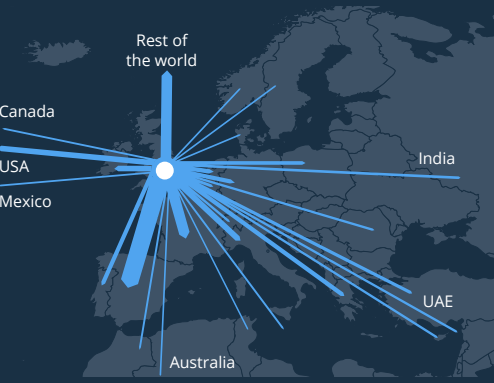 Rest of
the world
Canada
USA
India
Mexico
UAE
Australia